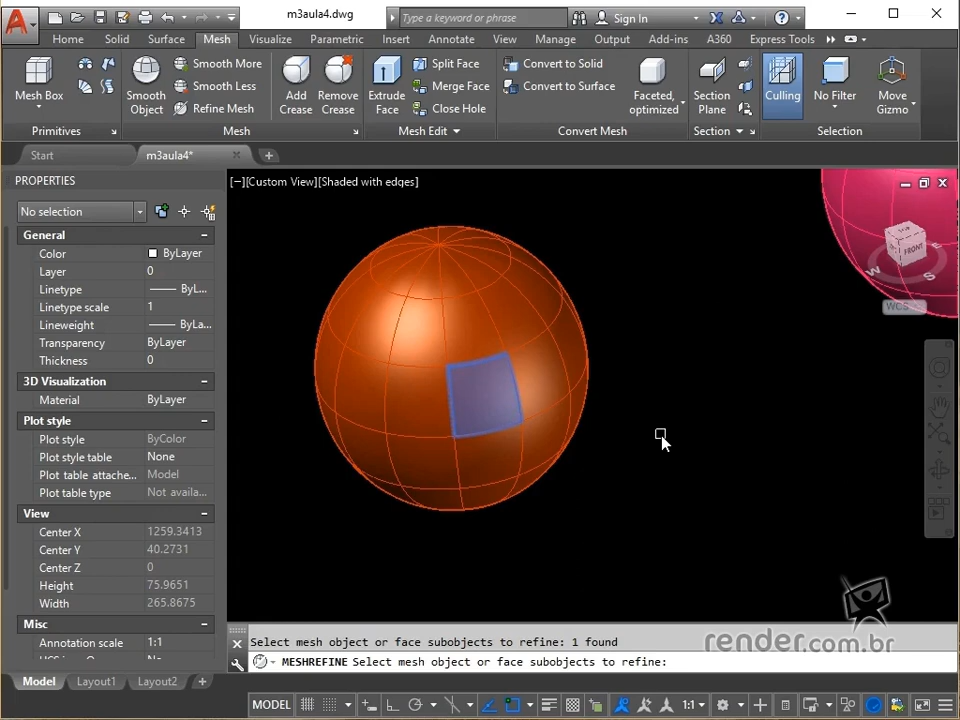 m3aula4.dwg
Type a keyword or phrase
Sign In
Home Solid Surface Mesh Visualize Parametric Insert Annotate View Manage Output Add-ins A360 Express Tools
Mesh Box
Smooth Object
Smooth More
Smooth Less
Refine Mesh
Add Crease
Remove Crease
Extrude Face
Split Face
Merge Face
Close Hole
Convert to Solid
Convert to Surface
Faceted, optimized
Section Plane
Culling
No Filter
Move Gizmo
Primitives Mesh Mesh Edit Convert Mesh Section Selection
Start m3aula4*
PROPERTIES
[−][Custom View][Shaded with edges]
No selection
General
Color ByLayer
Layer 0
Linetype ByL...
Linetype scale 1
Lineweight ByLa...
Transparency ByLayer
Thickness 0
3D Visualization
Material ByLayer
Plot style
Plot style ByColor
Plot style table None
Plot table attache... Model
Plot table type Not availa...
View
Center X 1259.3413
Center Y 40.2731
Center Z 0
Height 75.9651
Width 265.8675
Misc
Annotation scale 1:1
FRONT
W S
WCS
render.com.br
Select mesh object or face subobjects to refine: 1 found
MESHREFINE Select mesh object or face subobjects to refine:
Model Layout1 Layout2 +
MODEL 1:1